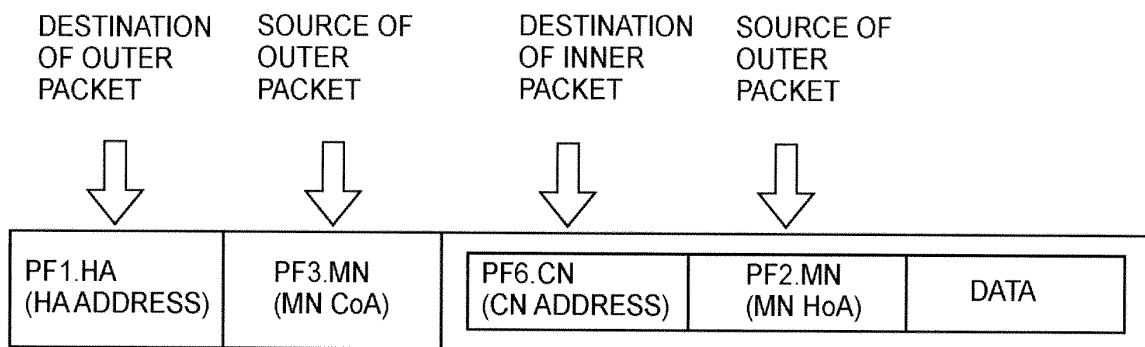 DESTINATION
OF OUTER
PACKET
SOURCE OF
OUTER
PACKET
DESTINATION
OF INNER
PACKET
SOURCE OF
OUTER
PACKET
PF1.HA
(HA ADDRESS)
PF3.MN
(MN CoA)
PF6.CN
(CN ADDRESS)
PF2.MN
(MN HoA)
DATA